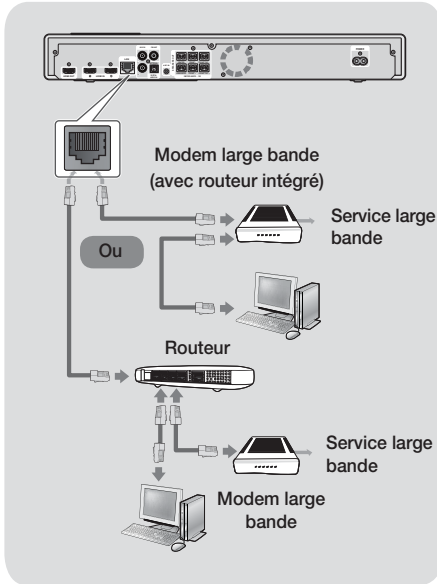 Modem large bande
(avec routeur intégré)
Service large
bande
Ou
Routeur
Service large
bande
Modem large
bande